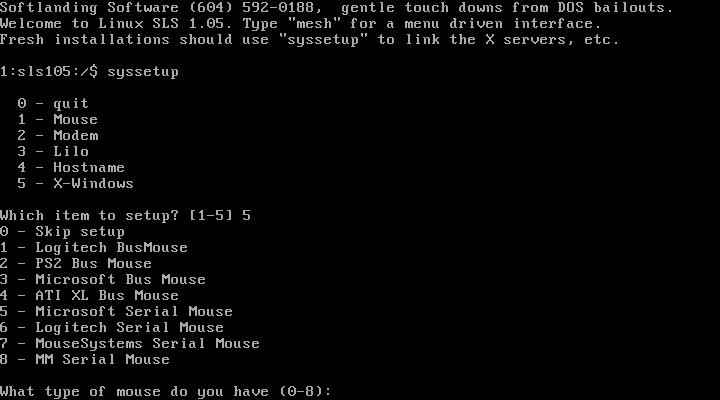 Softlanding Software (604) 592-0188,  gentle touch downs from DOS bailouts.
Welcome to Linux SLS 1.05. Type "mesh" for a menu driven interface.
Fresh installations should use "syssetup" to link the X servers, etc.
1:sls105:/$ syssetup
0 - quit
1 - Mouse
2 - Modem
3 - Lilo
4 - Hostname
5 - X-Windows
Which item to setup? [1-5] 5
0 - Skip setup
1 - Logitech BusMouse
2 - PS2 Bus Mouse
3 - Microsoft Bus Mouse
4 - ATI XL Bus Mouse
5 - Microsoft Serial Mouse
6 - Logitech Serial Mouse
7 - MouseSystems Serial Mouse
8 - MM Serial Mouse
What type of mouse do you have (0-8):